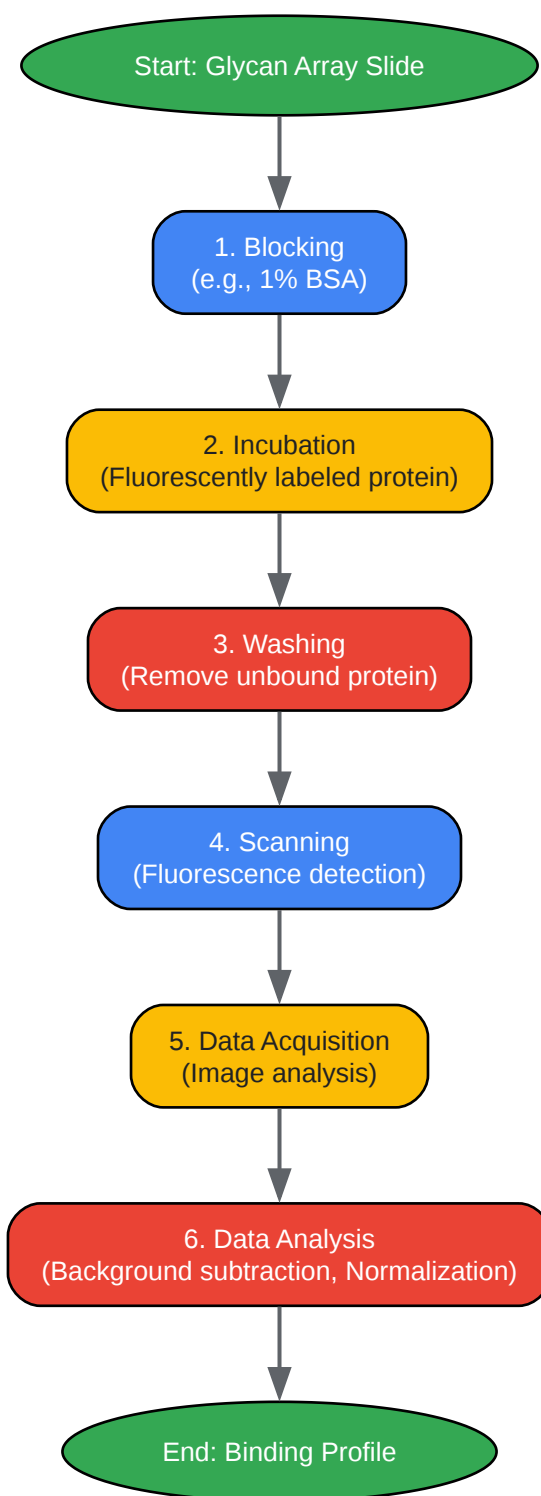 Start: Glycan Array Slide
1. Blocking
(e.g., 1% BSA)
2. Incubation
(Fluorescently labeled protein)
3. Washing
(Remove unbound protein)
4. Scanning
(Fluorescence detection)
5. Data Acquisition
(Image analysis)
6. Data Analysis
(Background subtraction, Normalization)
End: Binding Profile